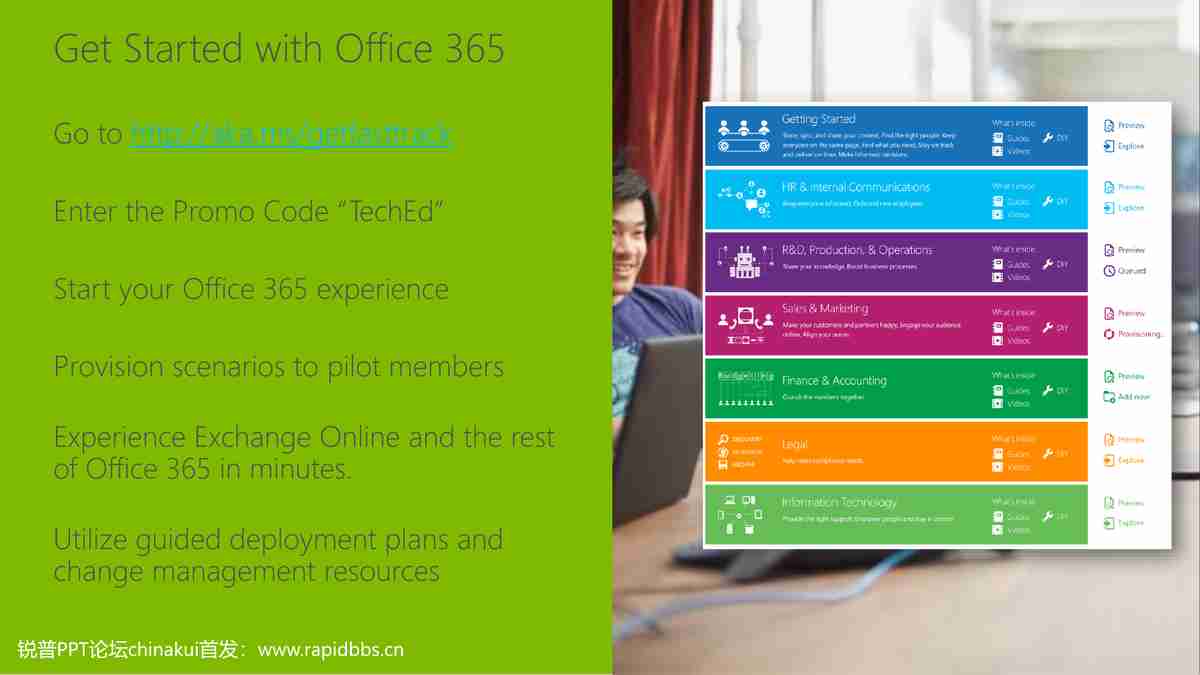 Get Started with Office 365
Go to http://aka.ms/getfasttrack
Enter the Promo Code “TechEd”
Start your Office 365 experience
Provision scenarios to pilot members
Experience Exchange Online and the rest
of Office 365 in minutes.
Utilize guided deployment plans and
change management resources
锐普PPT论坛chinakui首发：www.rapidbbs.cn
Getting Started
Store, sync, and share your content. Find the right people. Keep
everyone on the same page. Find what you need. Stay on track
and deliver on time. Make informed decisions.
What's inside
Guides
DIY
Videos
Preview
Explore
HR & Internal Communications
Keep everyone informed. Onboard new employees.
What's inside
Guides
DIY
Videos
Preview
Explore
R&D, Production, & Operations
Share your knowledge. Boost business processes.
What's inside
Guides
DIY
Videos
Preview
Queued
Sales & Marketing
Make your customers and partners happy. Engage your audience
online. Align your
What's inside
Guides
DIY
Videos
Preview
Provisioning...
Finance & Accounting
Crunch the numbers together.
What's inside
Guides
DIY
Videos
Preview
Add now
Legal
What's inside
Guides
DIY
Videos
Preview
Explore
Information Technology
Provide the right support. Empower people and stay in control.
What's inside
Guides
DIY
Videos
Preview
Explore